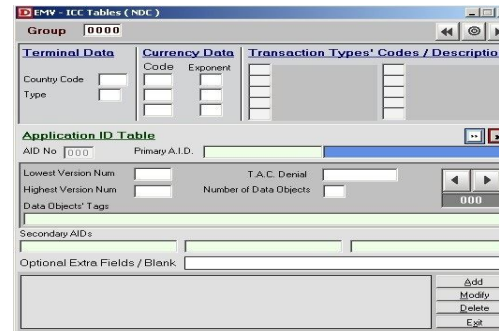 EMV - ICC Tables ( NDC )
Group 0000
Terminal Data Currency Data Transaction Types' Codes / Descriptio
Code Exponent
Country Code
Type
Application ID Table
AID No 000 Primary A.I.D.
Lowest Version Num T.A.C. Denial
Highest Version Num Number of Data Objects
000
Data Objects' Tags
Secondary AIDs
Optional Extra Fields / Blank
Add
Modify
Delete
Exit